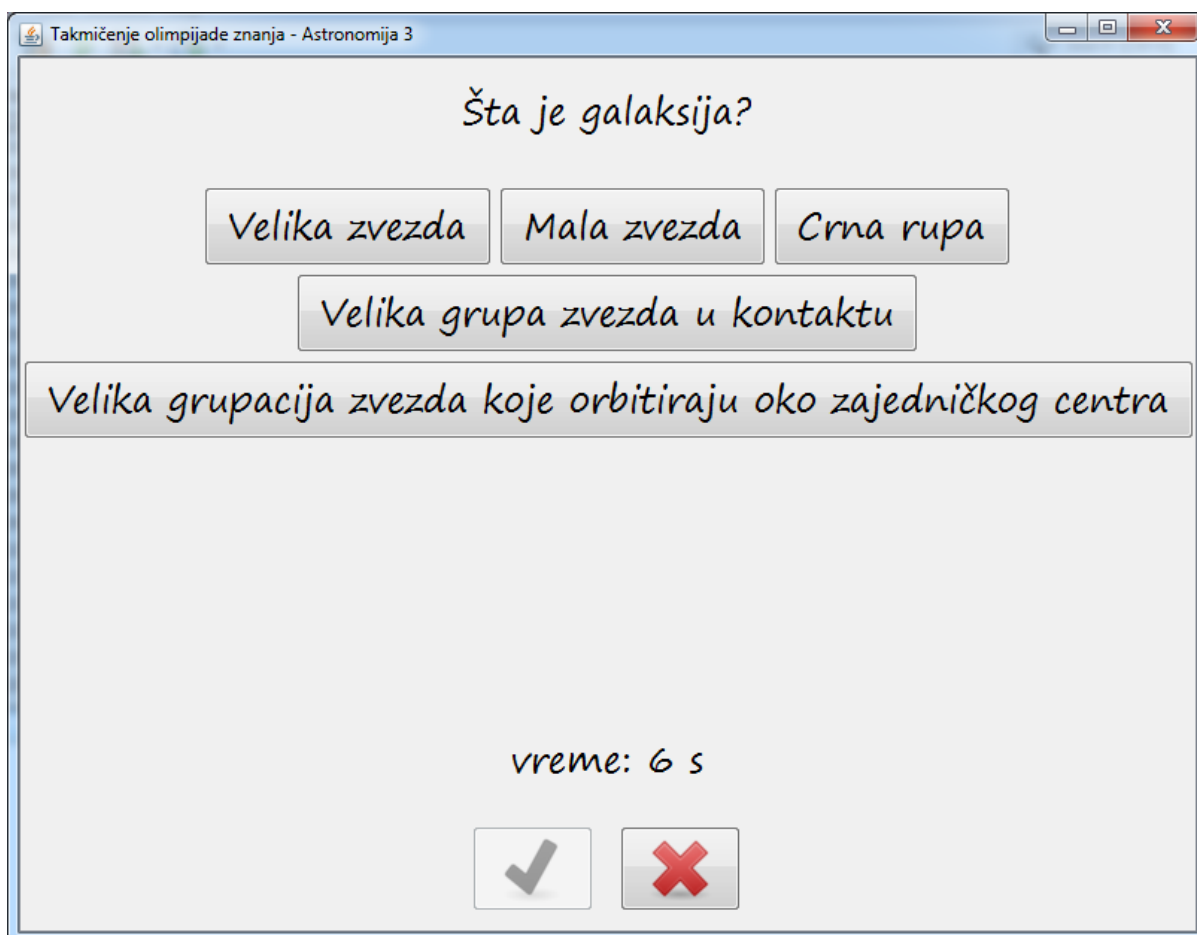 Takmičenje olimpijade znanja - Astronomija 3
Šta je galaksija?
Velika zvezda Mala zvezda Crna rupa
Velika grupa zvezda u kontaktu
Velika grupacija zvezda koje orbitiraju oko zajedničkog centra
vreme: 6 s